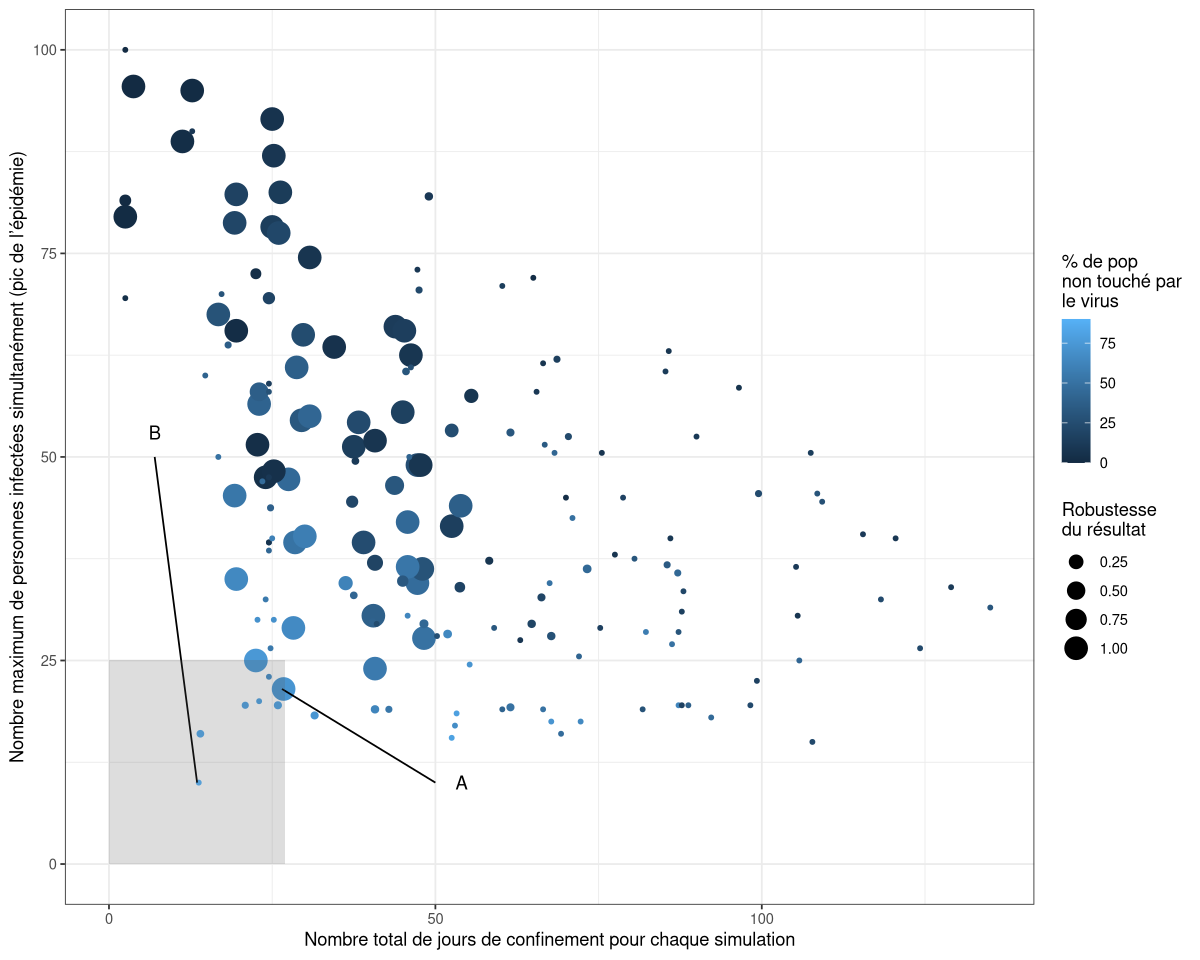 Nombre maximum de personnes infectées simultanément (pic de l'épidémie)
100
75
50
25
0
B
A
0
50
100
Nombre total de jours de confinement pour chaque simulation
% de pop
non touché par
le virus
75
50
25
0
Robustesse
du résultat
0.25
0.50
0.75
1.00